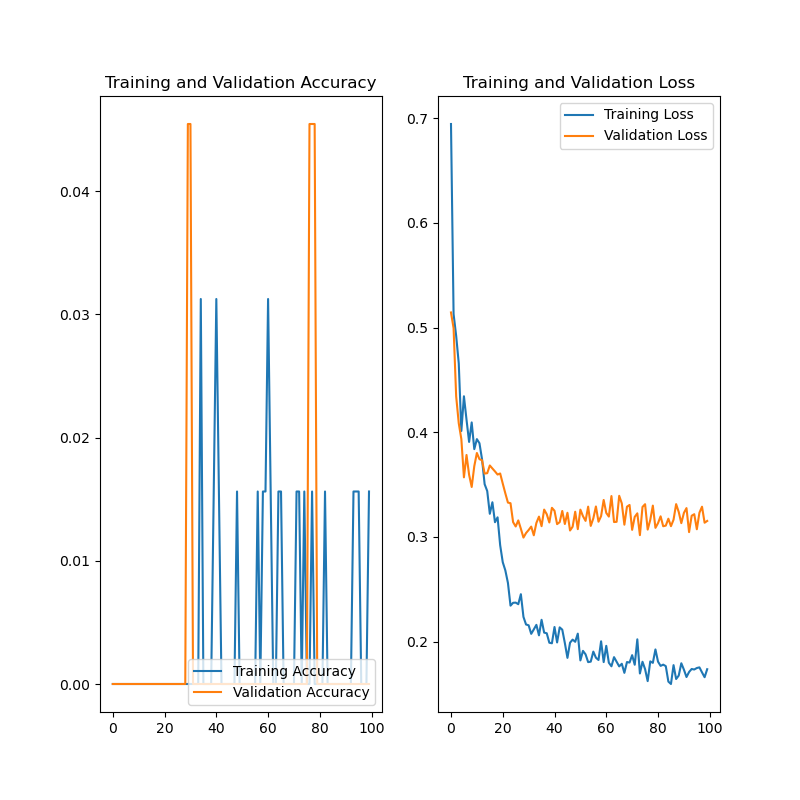 Training and Validation Accuracy
0.04
0.03
0.02
0.01
0.00
Training Accuracy
Validation Accuracy
0 20 40 60 80 100
Training and Validation Loss
Training Loss
Validation Loss
0.7
0.6
0.5
0.4
0.3
0.2
0 20 40 60 80 100